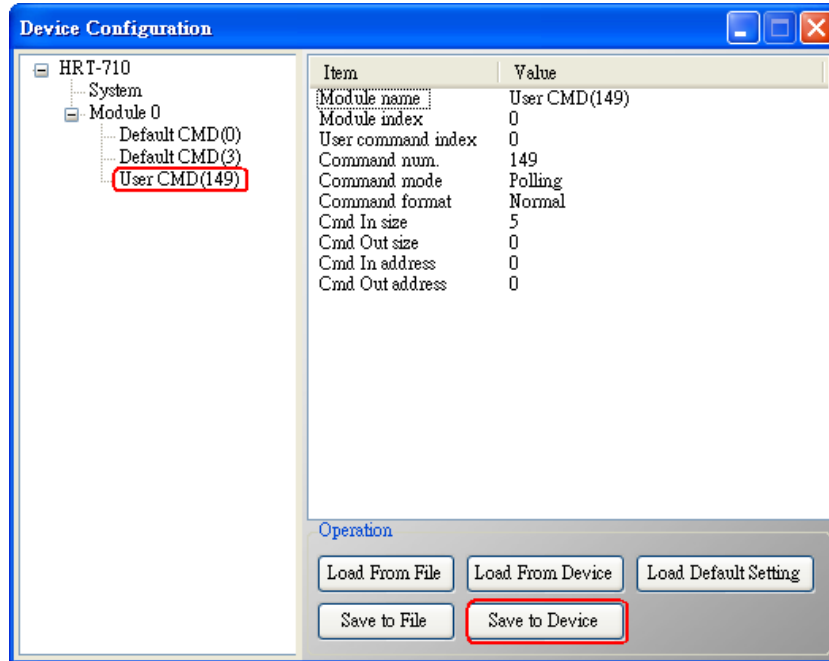 Device Configuration
HRT-710
System
Module 0
Default CMD(0)
Default CMD(3)
User CMD(149)
Item Value
Module name User CMD(149)
Module index 0
User command index 0
Command num. 149
Command mode Polling
Command format Normal
Cmd In size 5
Cmd Out size 0
Cmd In address 0
Cmd Out address 0
Operation
Load From File Load From Device Load Default Setting
Save to File Save to Device